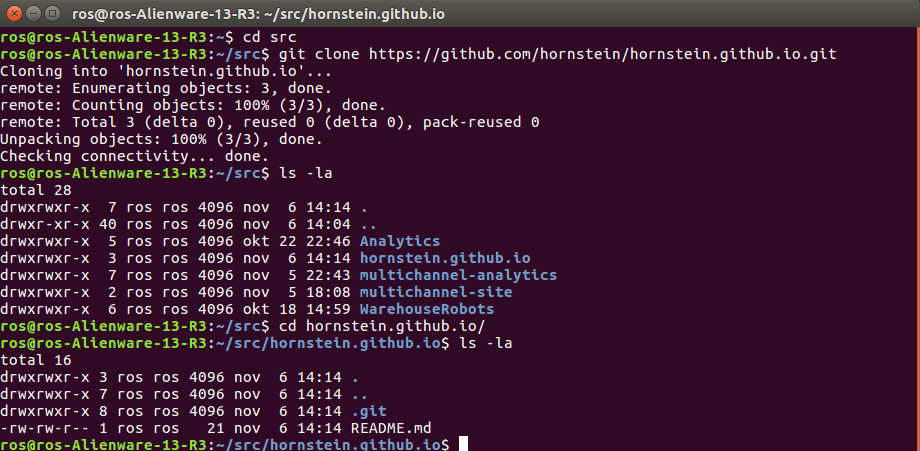 ros@ros-Alienware-13-R3: ~/src/hornstein.github.io
ros@ros-Alienware-13-R3:~$ cd src
ros@ros-Alienware-13-R3:~/src$ git clone https://github.com/hornstein/hornstein.github.io.git
Cloning into 'hornstein.github.io'...
remote: Enumerating objects: 3, done.
remote: Counting objects: 100% (3/3), done.
remote: Total 3 (delta 0), reused 0 (delta 0), pack-reused 0
Unpacking objects: 100% (3/3), done.
Checking connectivity... done.
ros@ros-Alienware-13-R3:~/src$ ls -la
total 28
drwxrwxr-x  7 ros ros 4096 nov  6 14:14 .
drwxr-xr-x 40 ros ros 4096 nov  6 14:04 ..
drwxrwxr-x  5 ros ros 4096 okt 22 22:46 Analytics
drwxrwxr-x  3 ros ros 4096 nov  6 14:14 hornstein.github.io
drwxrwxr-x  7 ros ros 4096 nov  5 22:43 multichannel-analytics
drwxrwxr-x  2 ros ros 4096 nov  5 18:08 multichannel-site
drwxrwxr-x  6 ros ros 4096 okt 18 14:59 WarehouseRobots
ros@ros-Alienware-13-R3:~/src$ cd hornstein.github.io/
ros@ros-Alienware-13-R3:~/src/hornstein.github.io$ ls -la
total 16
drwxrwxr-x 3 ros ros 4096 nov  6 14:14 .
drwxrwxr-x 7 ros ros 4096 nov  6 14:14 ..
drwxrwxr-x 8 ros ros 4096 nov  6 14:14 .git
-rw-rw-r-- 1 ros ros   21 nov  6 14:14 README.md
ros@ros-Alienware-13-R3:~/src/hornstein.github.io$